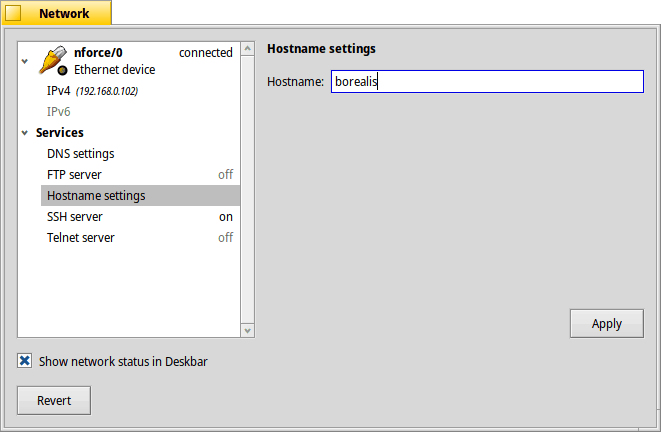 Network
nforce/0 connected
Ethernet device
IPv4 (192.168.0.102)
IPv6
Services
DNS settings
FTP server off
Hostname settings
SSH server on
Telnet server off
Hostname settings
Hostname: borealis
Apply
Show network status in Deskbar
Revert